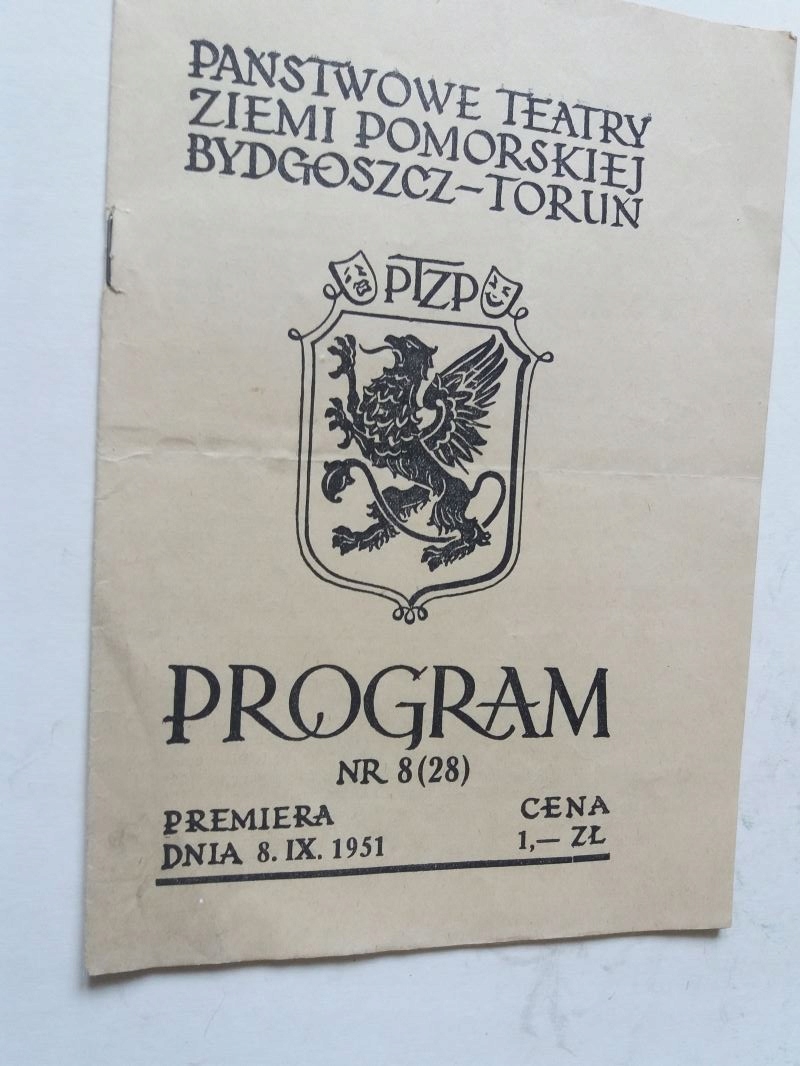 PAŃSTWOWE TEATRY
ZIEMI POMORSKIEJ
BYDGOSZCZ–TORUŃ
PTZP
PROGRAM
NR 8 (28)
PREMIERA CENA
DNIA 8. IX. 1951 1,— ZŁ